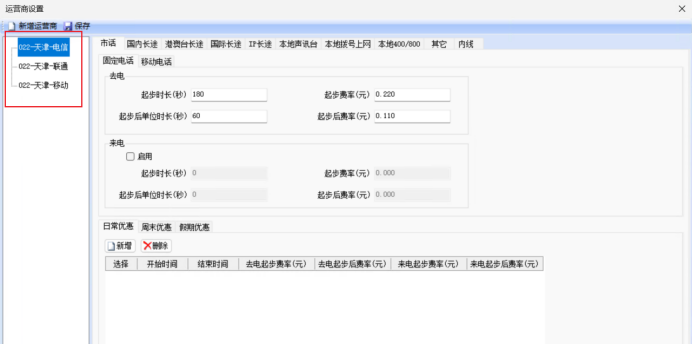 运营商设置
新增运营商 保存
022-天津-电信
022-天津-联通
022-天津-移动
市话 国内长途 港澳台长途 国际长途 IP长途 本地声讯台 本地拨号上网 本地400/800 其它 内线
固定电话 移动电话
去电
起步时长(秒) 180 起步费率(元) 0.220
起步后单位时长(秒) 60 起步后费率(元) 0.110
来电
启用
起步时长(秒) 0 起步费率(元) 0.000
起步后单位时长(秒) 0 起步后费率(元) 0.000
日常优惠 周末优惠 假期优惠
新增 删除
选择 开始时间 结束时间 去电起步费率(元) 去电起步后费率(元) 来电起步费率(元) 来电起步后费率(元)